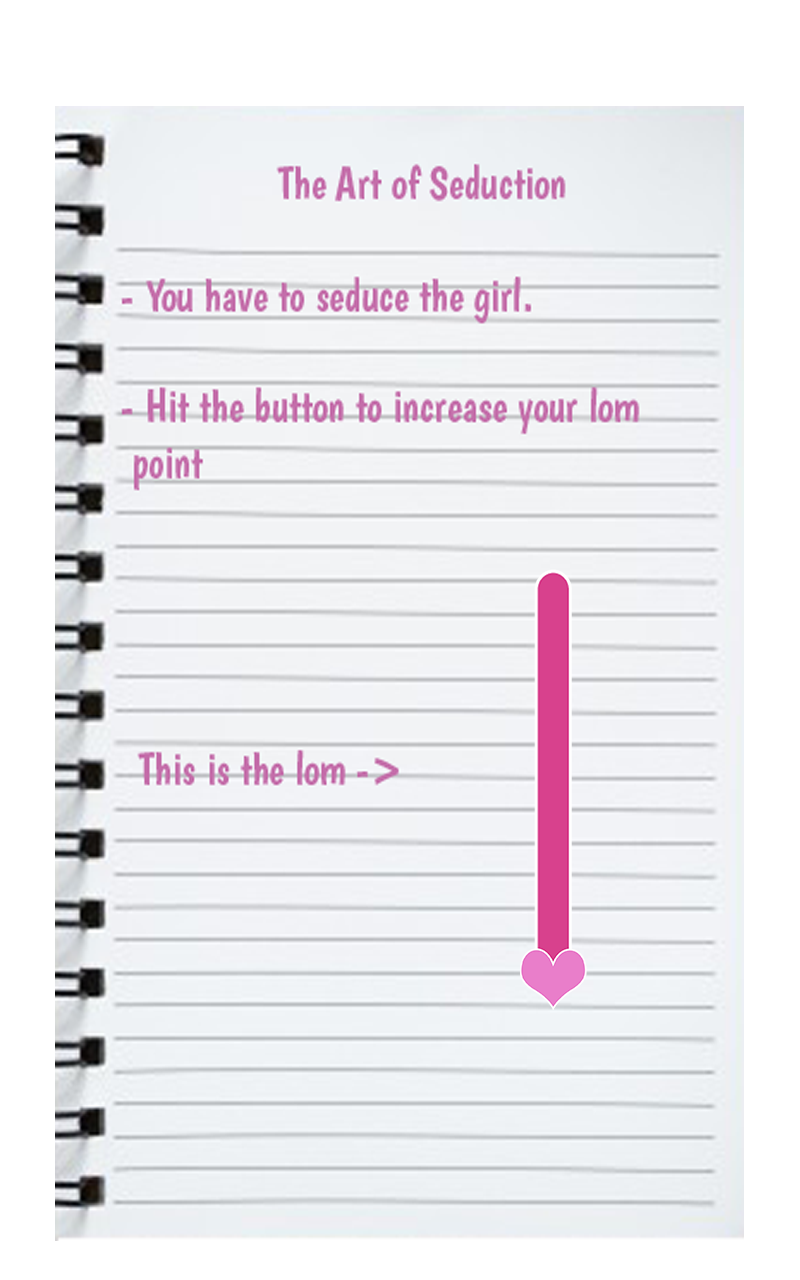 The Art of Seduction
- You have to seduce the girl.
- Hit the button to increase your lom
point
This is the lom ->